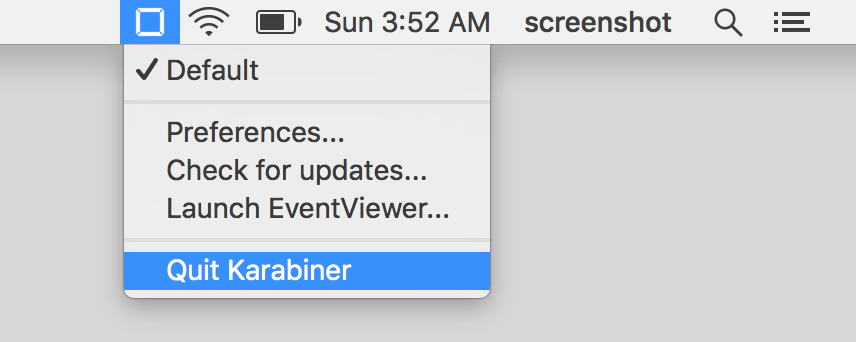 Sun 3:52 AM screenshot
Default
Preferences...
Check for updates...
Launch EventViewer...
Quit Karabiner